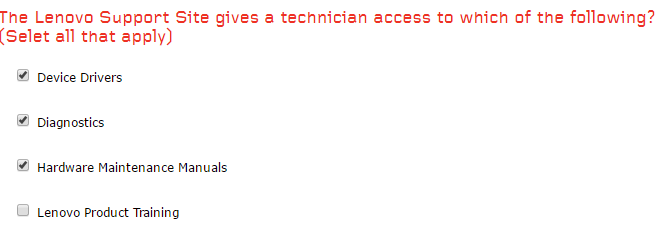 The Lenovo Support Site gives a technician access to which of the following?
(Selet all that apply)
Device Drivers
Diagnostics
Hardware Maintenance Manuals
Lenovo Product Training